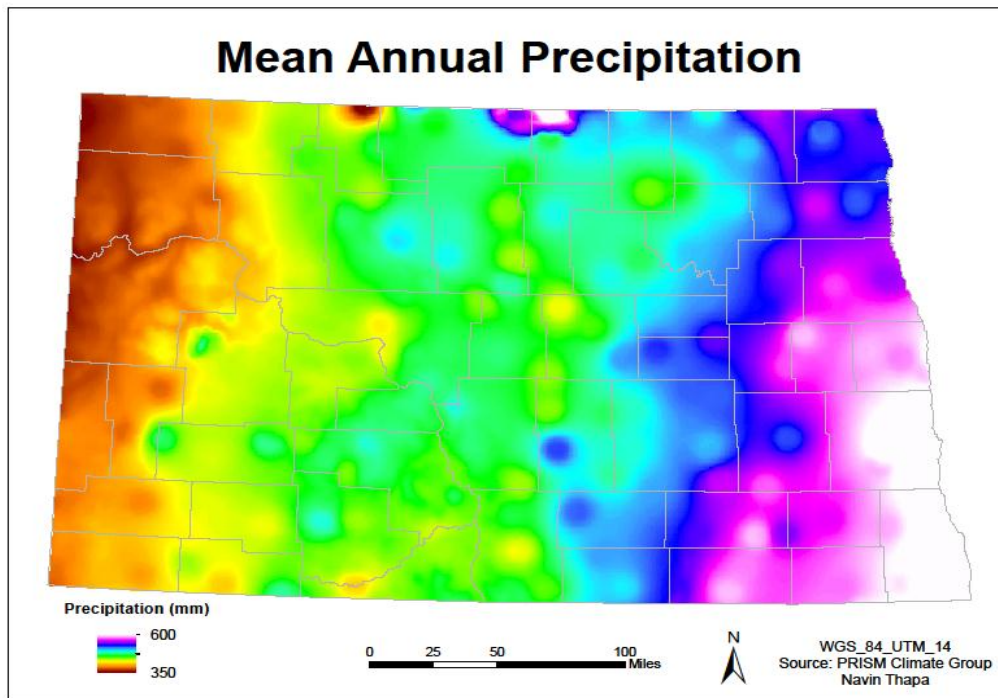 Mean Annual Precipitation
Precipitation (mm)
600
350
0 25 50 100
Miles
N
WGS_84_UTM_14
Source: PRISM Climate Group
Navin Thapa